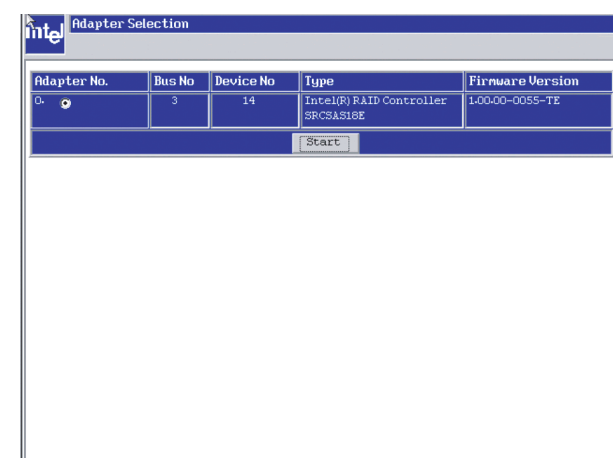 intel Adapter Selection
Adapter No. Bus No Device No Type Firmware Version
0. 3 14 Intel(R) RAID Controller 1.00.00-0055-TE
SRCSAS18E
Start